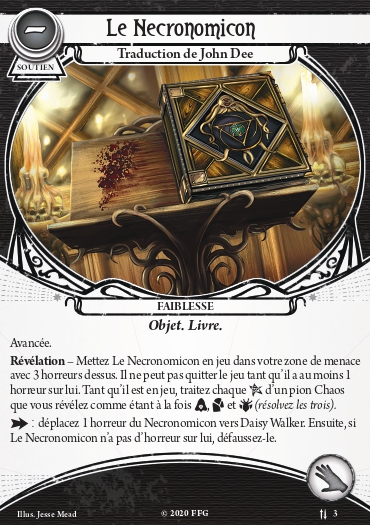 Le Necronomicon
Traduction de John Dee
–
SOUTIEN
FAIBLESSE
Objet. Livre.
Avancée.
Révélation – Mettez Le Necronomicon en jeu dans votre zone de menace
avec 3 horreurs dessus. Il ne peut pas quitter le jeu tant qu'il a au moins 1
horreur sur lui. Tant qu'il est en jeu, traitez chaque d'un pion Chaos
que vous révélez comme étant à la fois , et (résolvez les trois).
: déplacez 1 horreur du Necronomicon vers Daisy Walker. Ensuite, si
Le Necronomicon n'a pas d'horreur sur lui, défaussez-le.
Illus. Jesse Mead © 2020 FFG 3